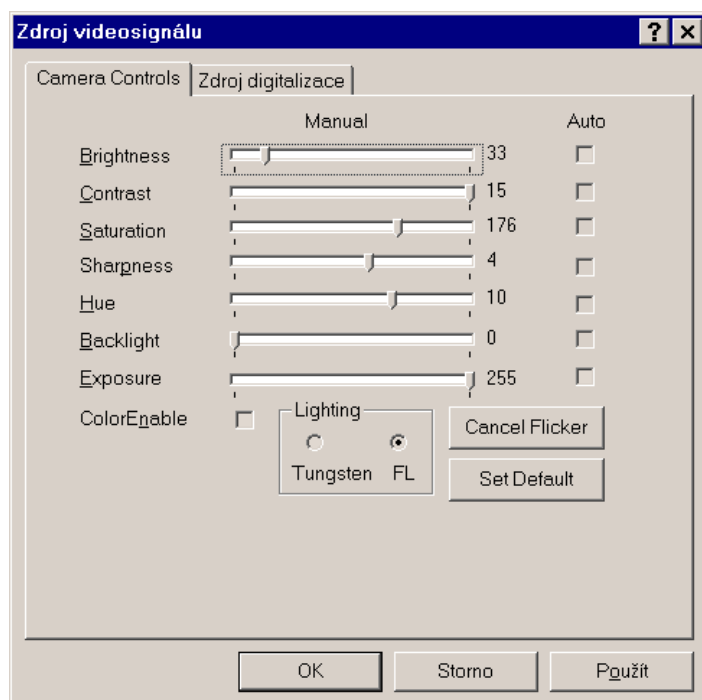 Zdroj videosignálu
Camera Controls Zdroj digitalizace
Manual Auto
Brightness 33
Contrast 15
Saturation 176
Sharpness 4
Hue 10
Backlight 0
Exposure 255
ColorEnable Lighting Cancel Flicker
Tungsten FL Set Default
OK Storno Použít